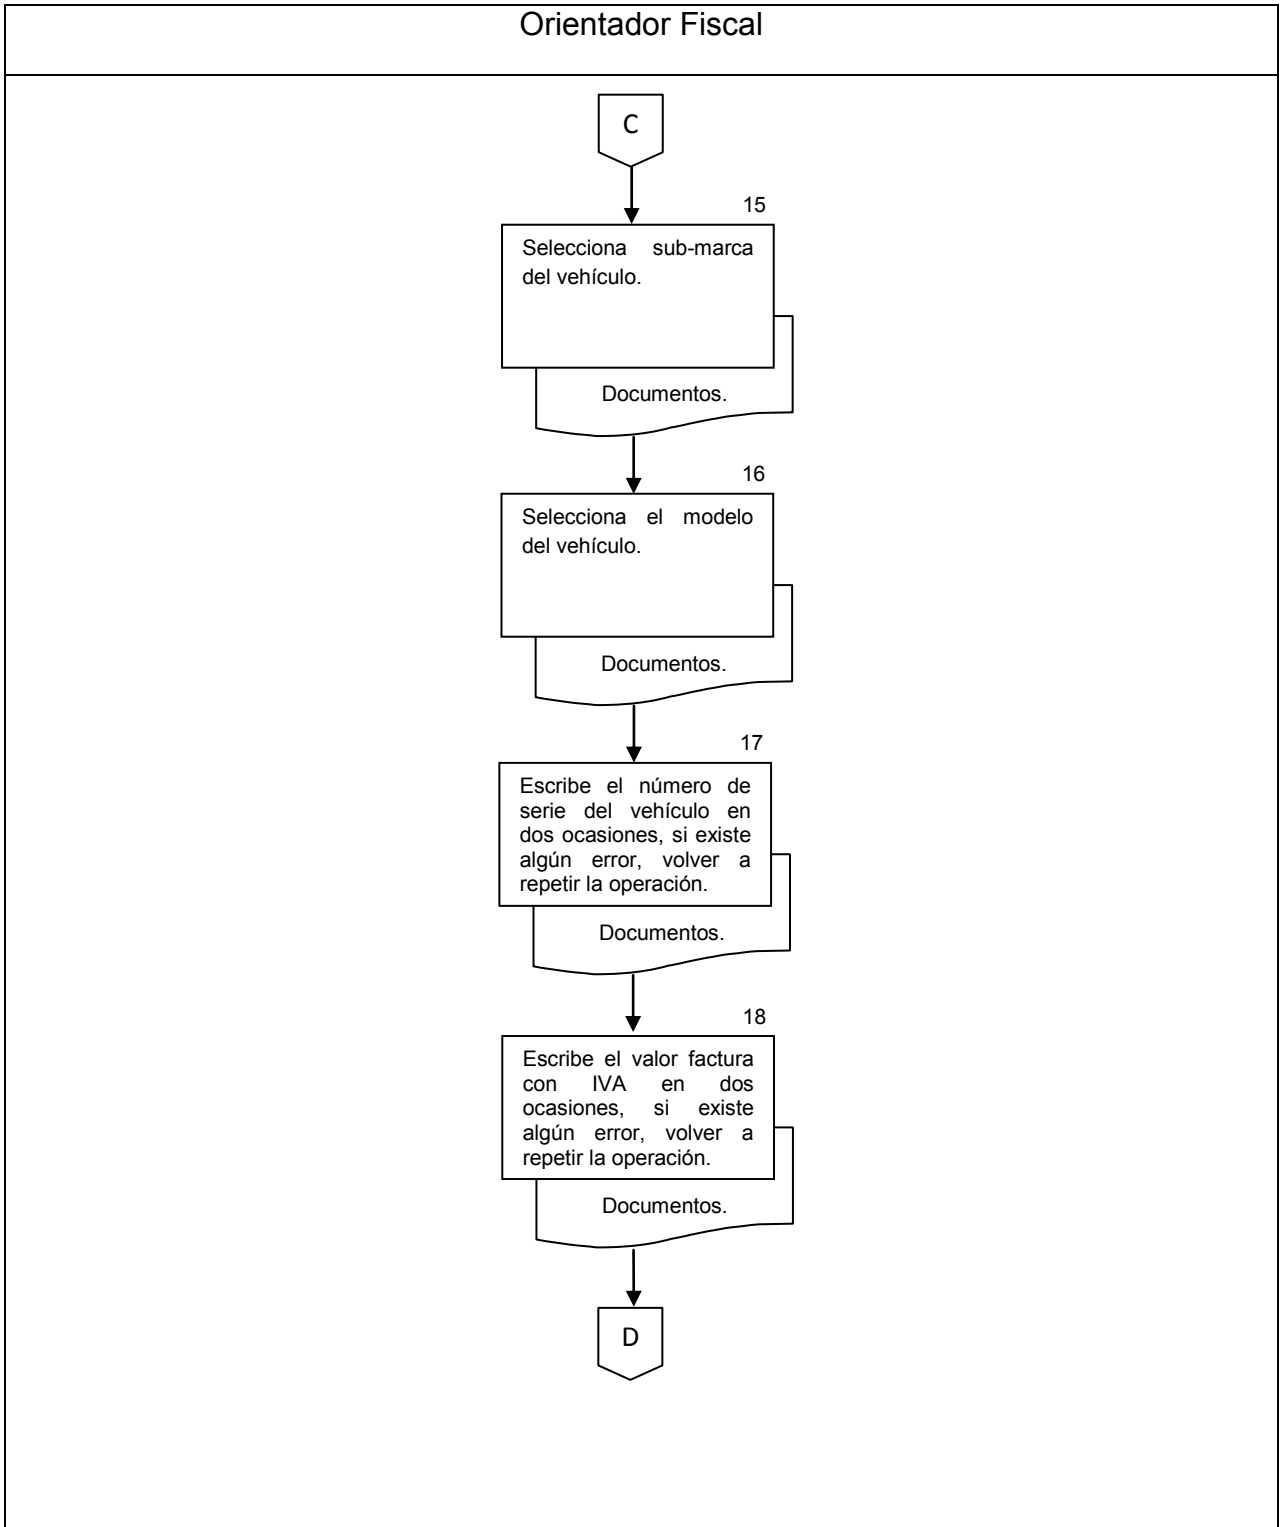 Orientador Fiscal
C
15
Selecciona sub-marca
del vehículo.
Documentos.
16
Selecciona el modelo
del vehículo.
Documentos.
17
Escribe el número de
serie del vehículo en
dos ocasiones, si existe
algún error, volver a
repetir la operación.
Documentos.
18
Escribe el valor factura
con IVA en dos
ocasiones, si existe
algún error, volver a
repetir la operación.
Documentos.
D